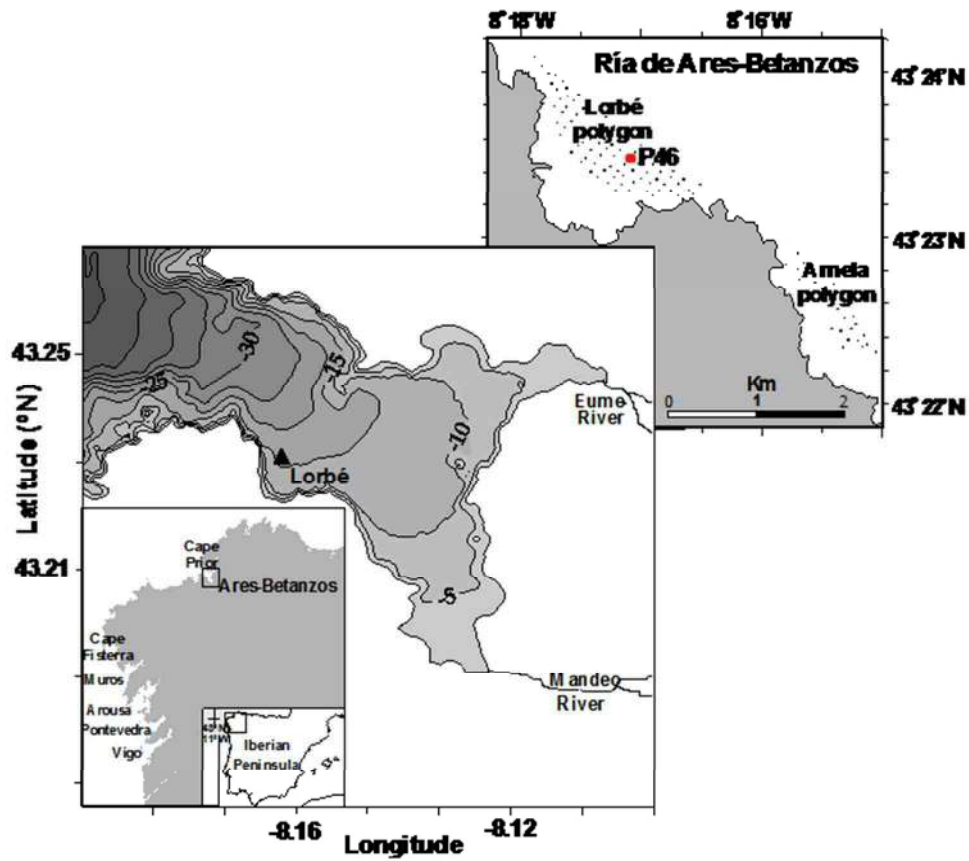 8°18'W 8°16'W
Ría de Ares-Betanzos
43°24'N
Lorbé
polygon
P46
43°23'N
Arnela
polygon
Km
0 1 2
43°22'N
-30
-15
-25
-10
-5
43.25
43.21
Latitude (°N)
Eume
River
Lorbé
Mandeo
River
Cape
Prior
Ares-Betanzos
Cape
Fisterra
Muros
Arousa
Pontevedra
Vigo
43°N
11°W
Iberian
Peninsula
-8.16 -8.12
Longitude